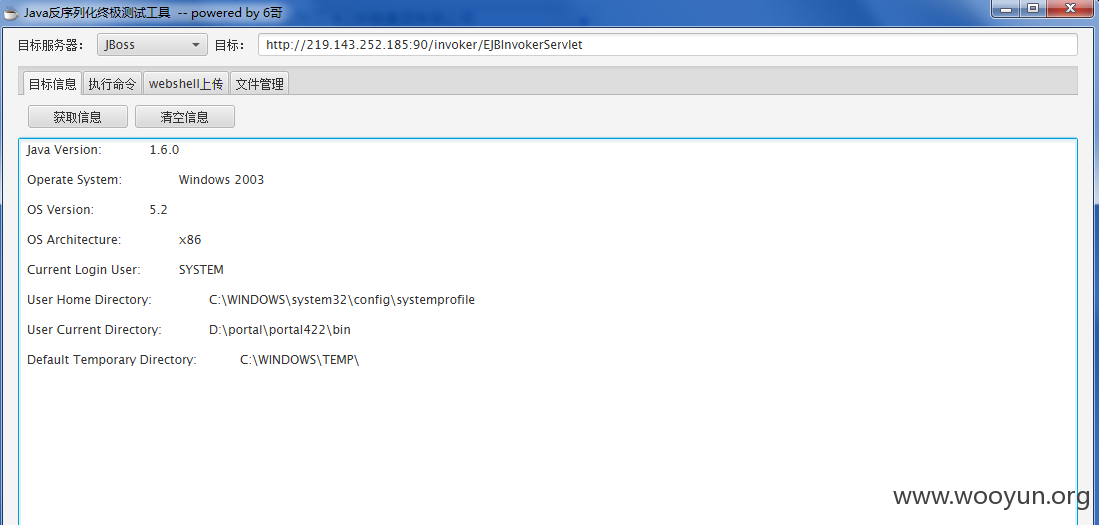 Java反序列化终极测试工具 -- powered by 6哥
目标服务器： JBoss 目标： http://219.143.252.185:90/invoker/EJBInvokerServlet
目标信息 执行命令 webshell上传 文件管理
获取信息 清空信息
Java Version: 1.6.0
Operate System: Windows 2003
OS Version: 5.2
OS Architecture: x86
Current Login User: SYSTEM
User Home Directory: C:\WINDOWS\system32\config\systemprofile
User Current Directory: D:\portal\portal422\bin
Default Temporary Directory: C:\WINDOWS\TEMP\
www.wooyun.org